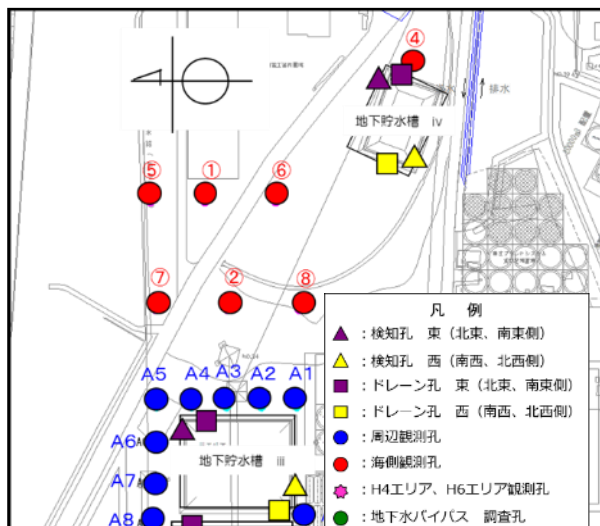 ④
地下貯水槽 iv
排水
⑤ ① ⑥
⑦ ② ⑧
凡 例
：検知孔 東（北東、南東側）
：検知孔 西（南西、北西側）
：ドレーン孔 東（北東、南東側）
：ドレーン孔 西（南西、北西側）
：周辺観測孔
：海側観測孔
：H4エリア、H6エリア観測孔
：地下水バイパス 調査孔
A5 A4 A3 A2 A1
A6
地下貯水槽 iii
A7
A8